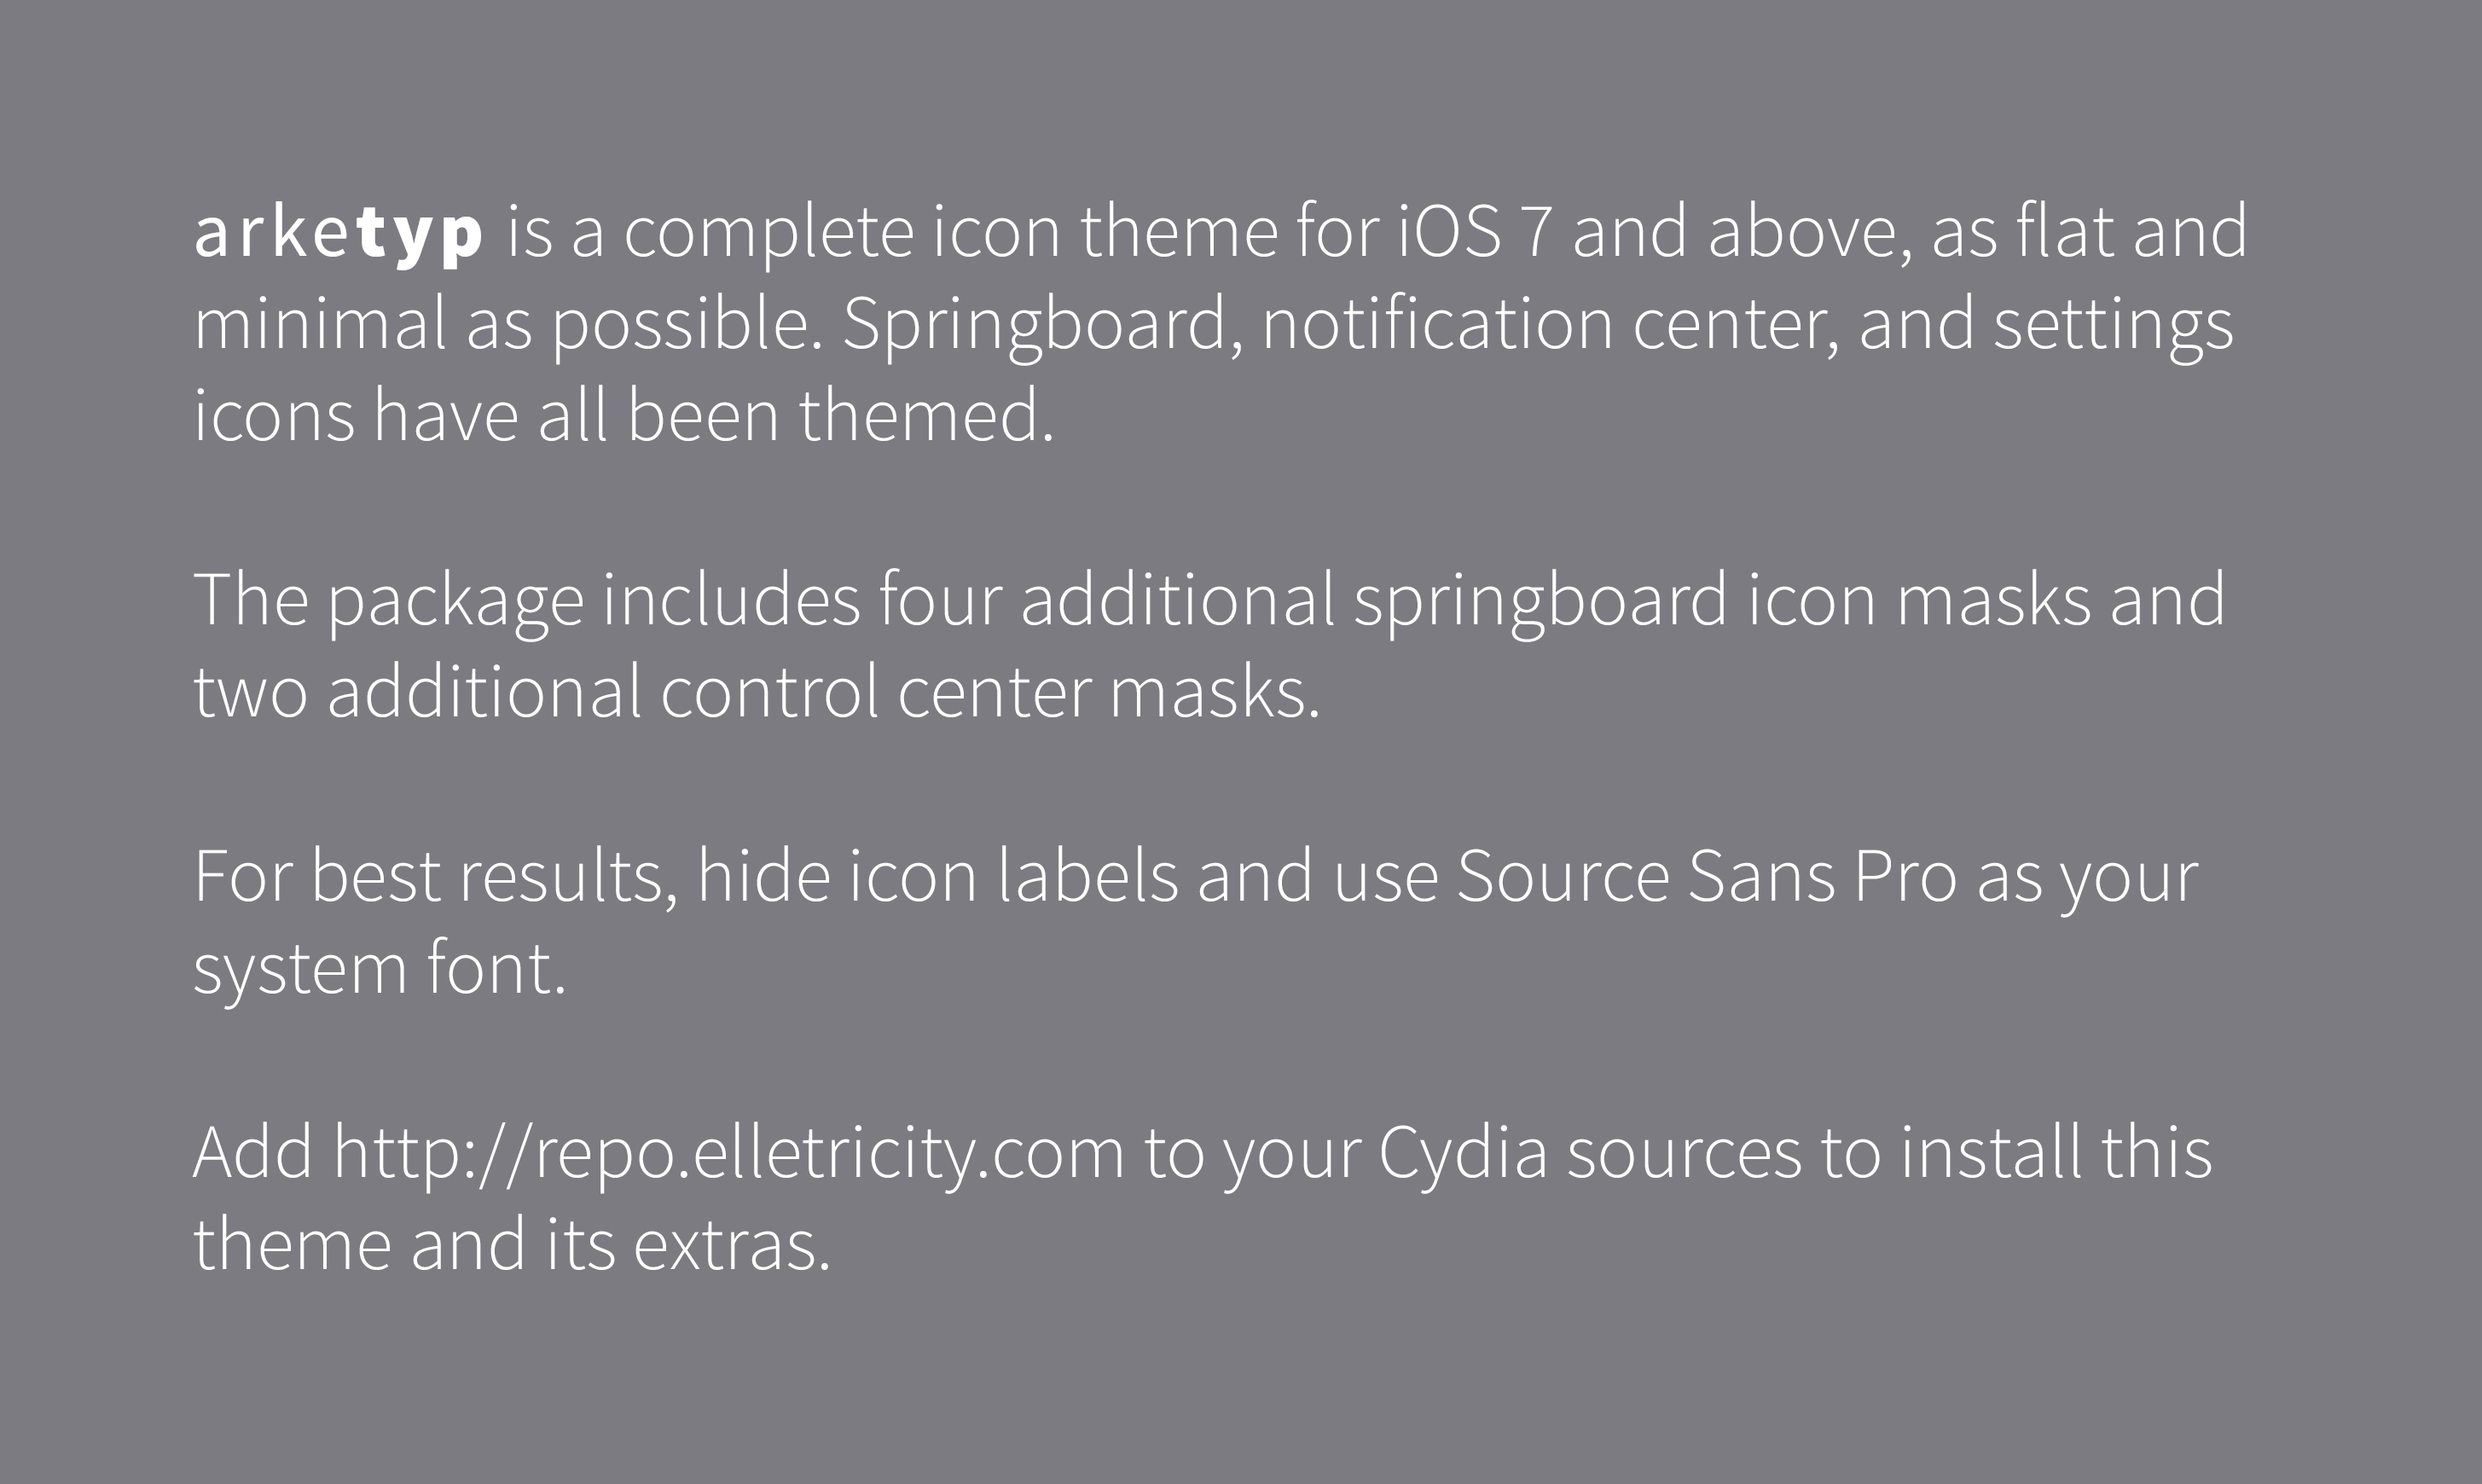 arketyp is a complete icon theme for iOS 7 and above, as flat and
minimal as possible. Springboard, notification center, and settings
icons have all been themed.
The package includes four additional springboard icon masks and
two additional control center masks.
For best results, hide icon labels and use Source Sans Pro as your
system font.
Add http://repo.elletricity.com to your Cydia sources to install this
theme and its extras.